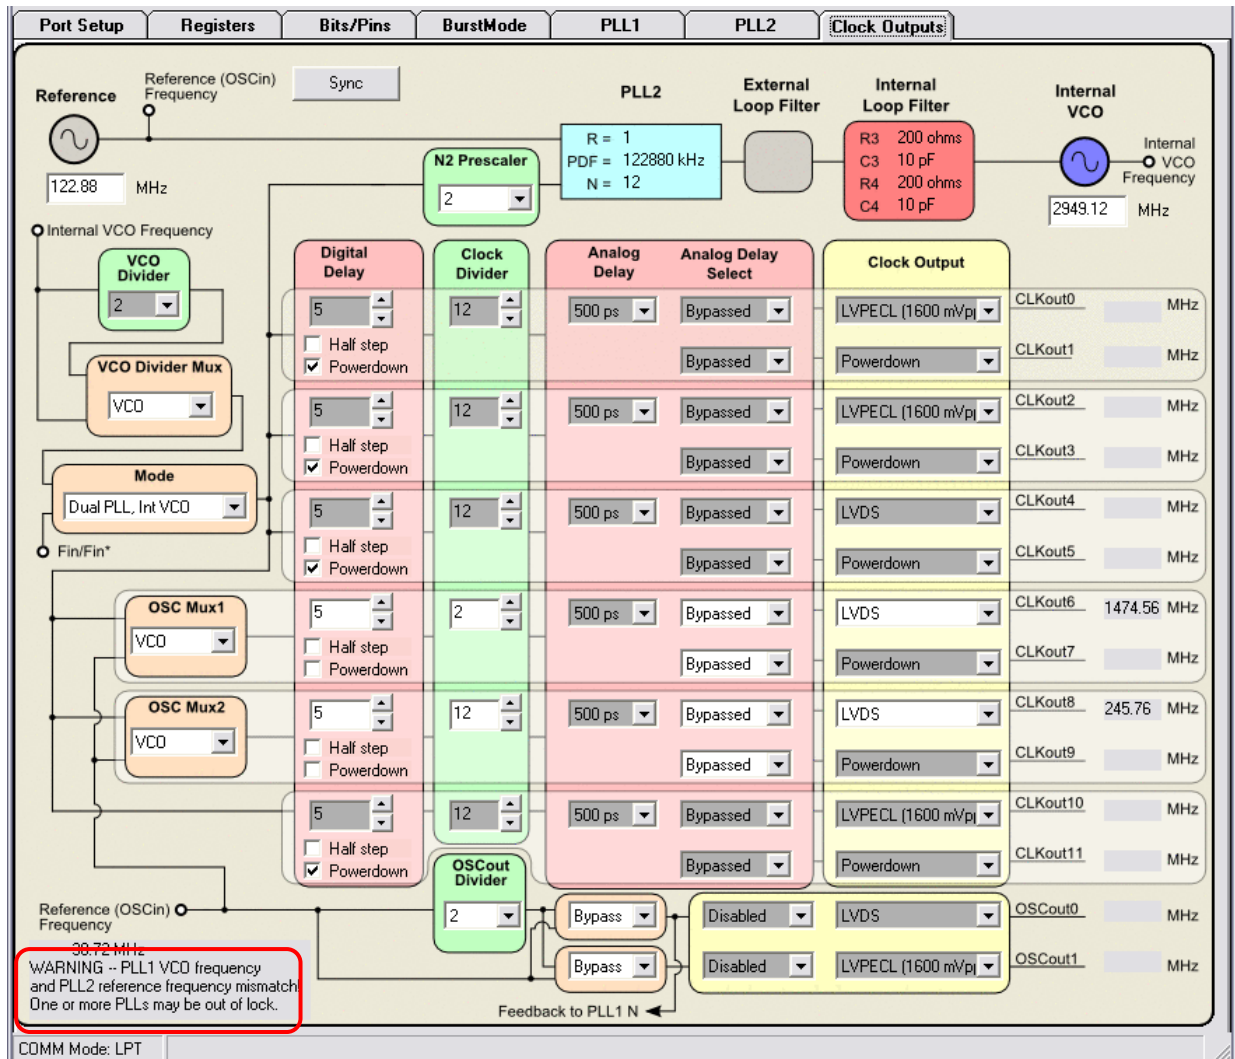 Port Setup Registers Bits/Pins BurstMode PLL1 PLL2 Clock Outputs
Reference (OSCin)
Frequency
Sync
Reference
PLL2
External
Loop Filter
Internal
Loop Filter
Internal
VCO
R = 1
PDF = 122880 kHz
N = 12
R3 200 ohms
C3 10 pF
R4 200 ohms
C4 10 pF
Internal
VCO
Frequency
122.88 MHz
N2 Prescaler
2
2949.12 MHz
Internal VCO Frequency
VCO
Divider
2
VCO Divider Mux
VCO
Mode
Dual PLL, Int VCO
Fin/Fin*
Digital
Delay
Clock
Divider
Analog
Delay
Analog Delay
Select
Clock Output
5 12 500 ps Bypassed LVPECL (1600 mVp CLKout0 MHz
Half step
Powerdown
Bypassed Powerdown CLKout1 MHz
5 12 500 ps Bypassed LVPECL (1600 mVp CLKout2 MHz
Half step
Powerdown
Bypassed Powerdown CLKout3 MHz
5 12 500 ps Bypassed LVDS CLKout4 MHz
Half step
Powerdown
Bypassed Powerdown CLKout5 MHz
OSC Mux1
VCO
5 2 500 ps Bypassed LVDS CLKout6 1474.56 MHz
Half step
Powerdown
Bypassed Powerdown CLKout7 MHz
OSC Mux2
VCO
5 12 500 ps Bypassed LVDS CLKout8 245.76 MHz
Half step
Powerdown
Bypassed Powerdown CLKout9 MHz
5 12 500 ps Bypassed LVPECL (1600 mVp CLKout10 MHz
Half step
Powerdown
Bypassed Powerdown CLKout11 MHz
OSCout
Divider
2
Reference (OSCin)
Frequency
Bypass Disabled LVDS OSCout0 MHz
Bypass Disabled LVPECL (1600 mVp OSCout1 MHz
MHz
WARNING -- PLL1 VCO frequency
and PLL2 reference frequency mismatch!
One or more PLLs may be out of lock.
Feedback to PLL1 N
COMM Mode: LPT